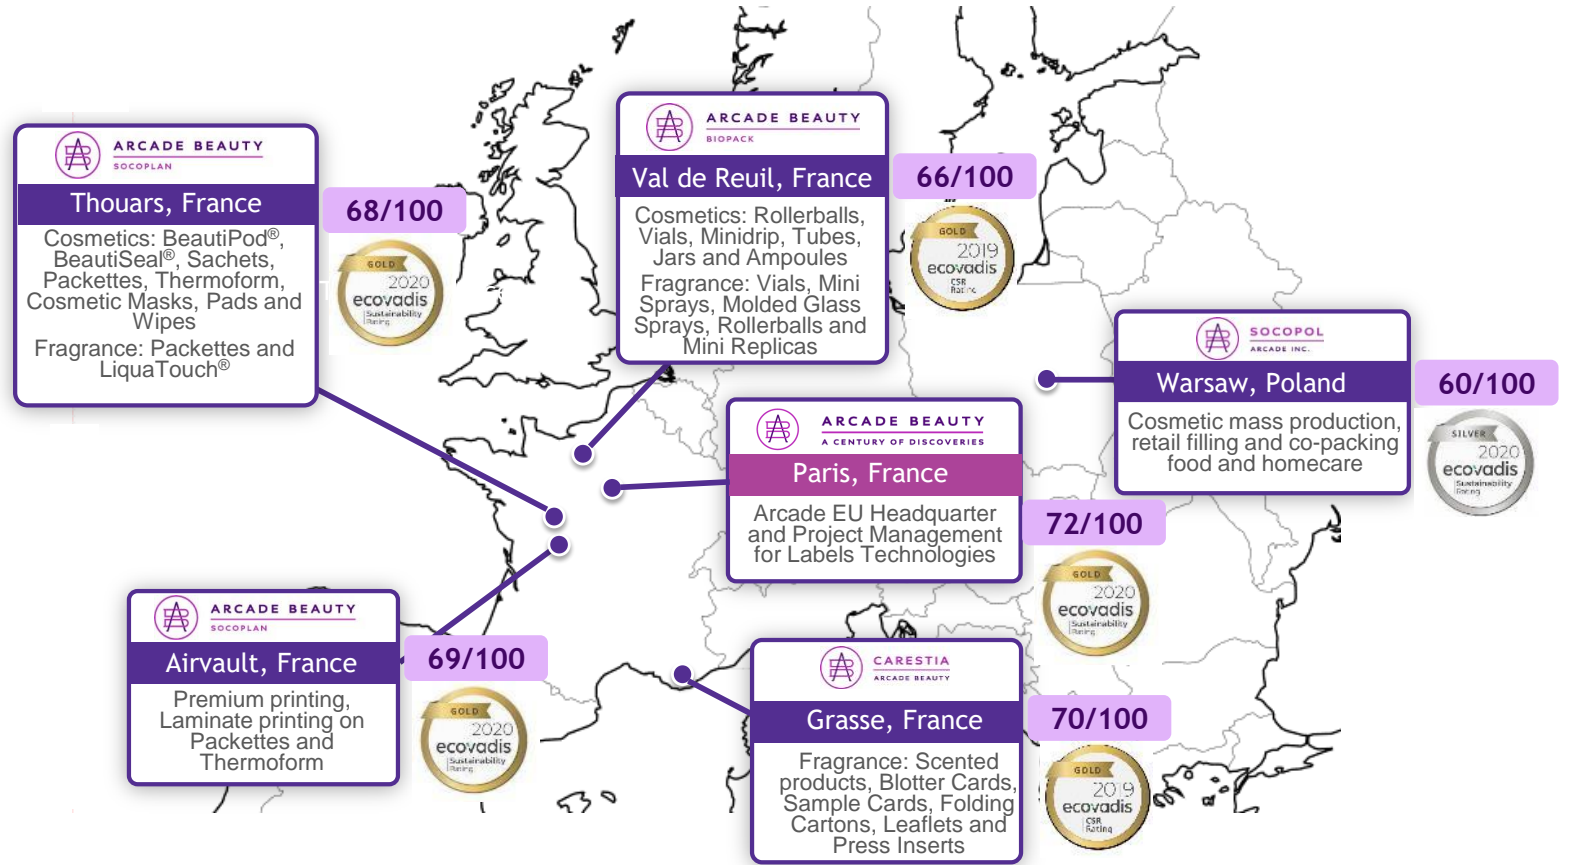 ARCADE BEAUTY
SOCOPLAN
Thouars, France
Cosmetics: BeautiPod®,
BeautiSeal®, Sachets,
Packettes, Thermoform,
Cosmetic Masks, Pads and
Wipes
Fragrance: Packettes and
LiquaTouch®
68/100
GOLD
2020
ecovadis
Sustainability
Rating
ARCADE BEAUTY
BIOPACK
Val de Reuil, France
Cosmetics: Rollerballs,
Vials, Minidrip, Tubes,
Jars and Ampoules
Fragrance: Vials, Mini
Sprays, Molded Glass
Sprays, Rollerballs and
Mini Replicas
66/100
GOLD
2019
ecovadis
CSR
Rating
SOCOPOL
ARCADE INC.
Warsaw, Poland
Cosmetic mass production,
retail filling and co-packing
food and homecare
60/100
SILVER
2020
ecovadis
Sustainability
Rating
ARCADE BEAUTY
A CENTURY OF DISCOVERIES
Paris, France
Arcade EU Headquarter
and Project Management
for Labels Technologies
72/100
GOLD
2020
ecovadis
Sustainability
Rating
ARCADE BEAUTY
SOCOPLAN
Airvault, France
Premium printing,
Laminate printing on
Packettes and
Thermoform
69/100
GOLD
2020
ecovadis
Sustainability
Rating
CARESTIA
ARCADE BEAUTY
Grasse, France
Fragrance: Scented
products, Blotter Cards,
Sample Cards, Folding
Cartons, Leaflets and
Press Inserts
70/100
GOLD
2019
ecovadis
CSR
Rating